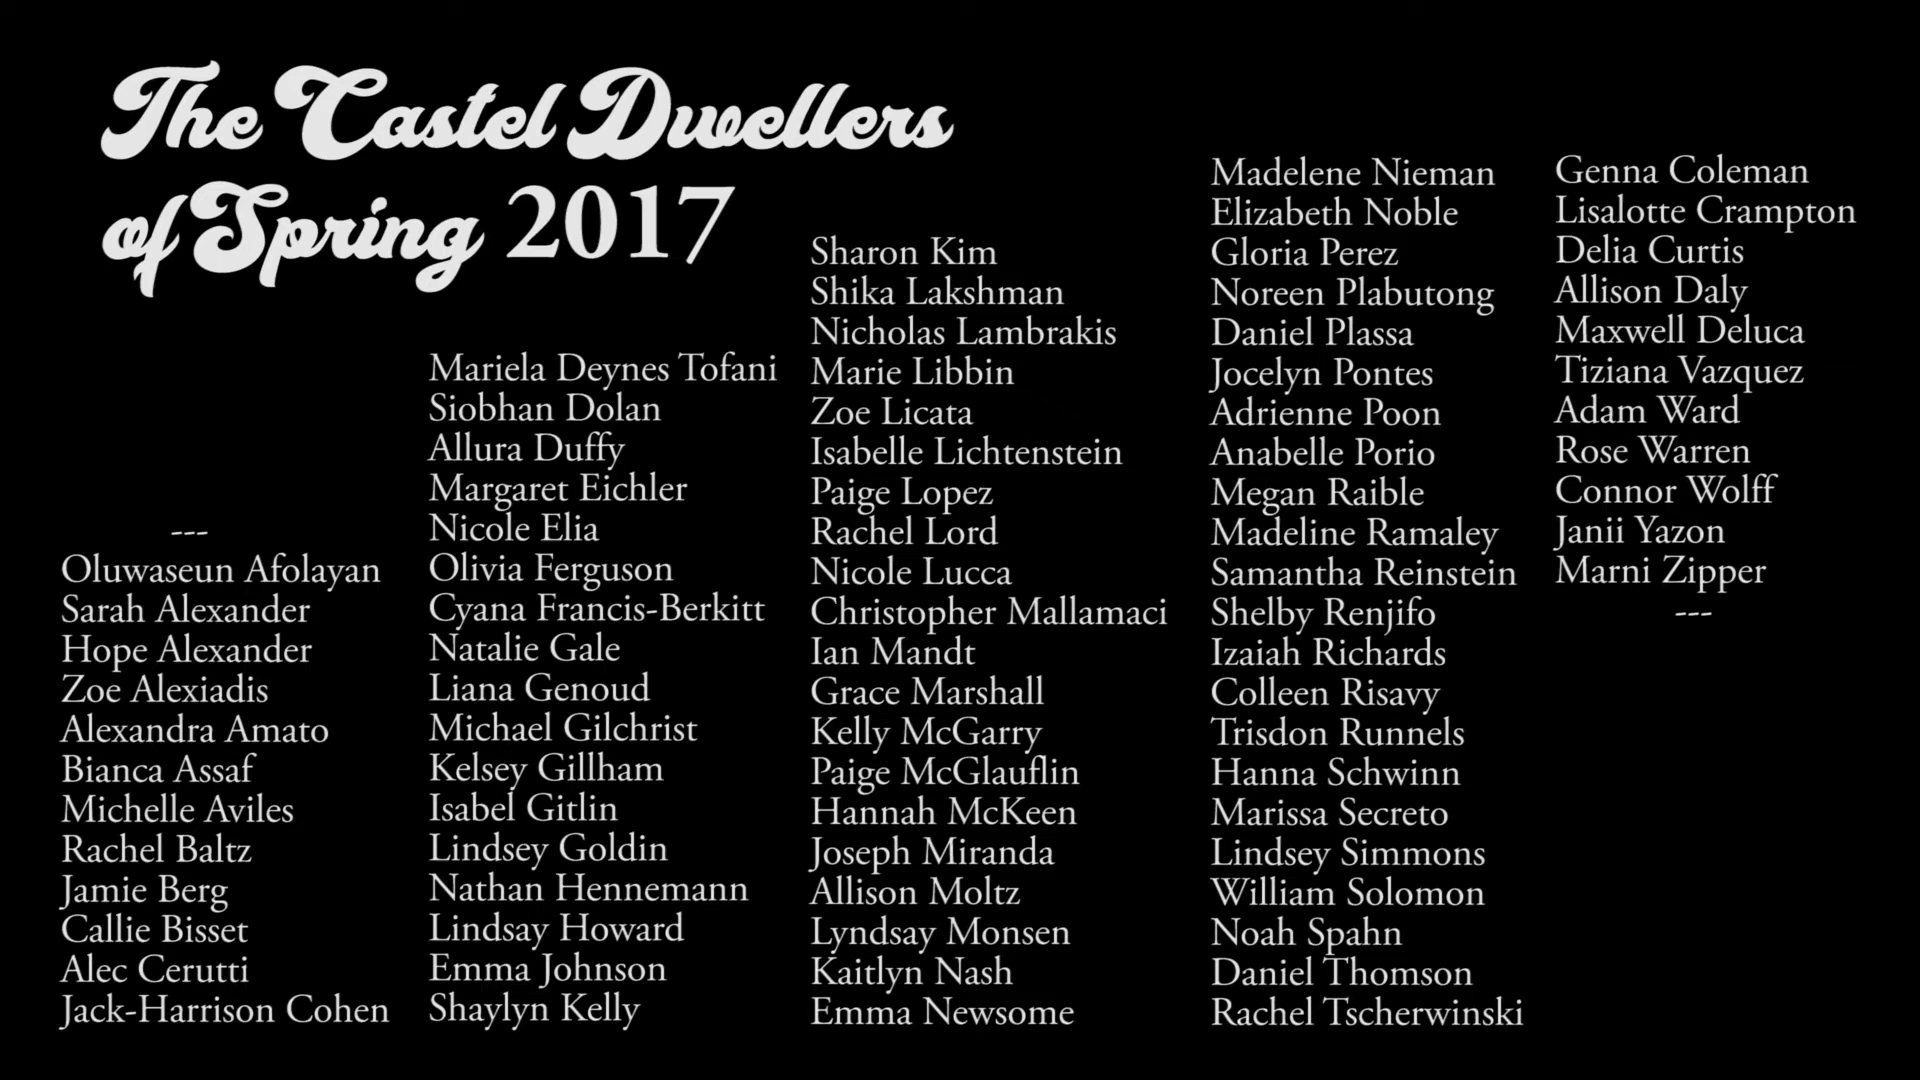 The Castel Dwellers
of Spring 2017
---
Oluwaseun Afolayan
Sarah Alexander
Hope Alexander
Zoe Alexiadis
Alexandra Amato
Bianca Assaf
Michelle Aviles
Rachel Baltz
Jamie Berg
Callie Bisset
Alec Cerutti
Jack-Harrison Cohen
Mariela Deynes Tofani
Siobhan Dolan
Allura Duffy
Margaret Eichler
Nicole Elia
Olivia Ferguson
Cyana Francis-Berkitt
Natalie Gale
Liana Genoud
Michael Gilchrist
Kelsey Gillham
Isabel Gitlin
Lindsey Goldin
Nathan Hennemann
Lindsay Howard
Emma Johnson
Shaylyn Kelly
Sharon Kim
Shika Lakshman
Nicholas Lambrakis
Marie Libbin
Zoe Licata
Isabelle Lichtenstein
Paige Lopez
Rachel Lord
Nicole Lucca
Christopher Mallamaci
Ian Mandt
Grace Marshall
Kelly McGarry
Paige McGlauflin
Hannah McKeen
Joseph Miranda
Allison Moltz
Lyndsay Monsen
Kaitlyn Nash
Emma Newsome
Madelene Nieman
Elizabeth Noble
Gloria Perez
Noreen Plabutong
Daniel Plassa
Jocelyn Pontes
Adrienne Poon
Anabelle Porio
Megan Raible
Madeline Ramaley
Samantha Reinstein
Shelby Renjifo
Izaiah Richards
Colleen Risavy
Trisdon Runnels
Hanna Schwinn
Marissa Secreto
Lindsey Simmons
William Solomon
Noah Spahn
Daniel Thomson
Rachel Tscherwinski
Genna Coleman
Lisalotte Crampton
Delia Curtis
Allison Daly
Maxwell Deluca
Tiziana Vazquez
Adam Ward
Rose Warren
Connor Wolff
Janii Yazon
Marni Zipper
---